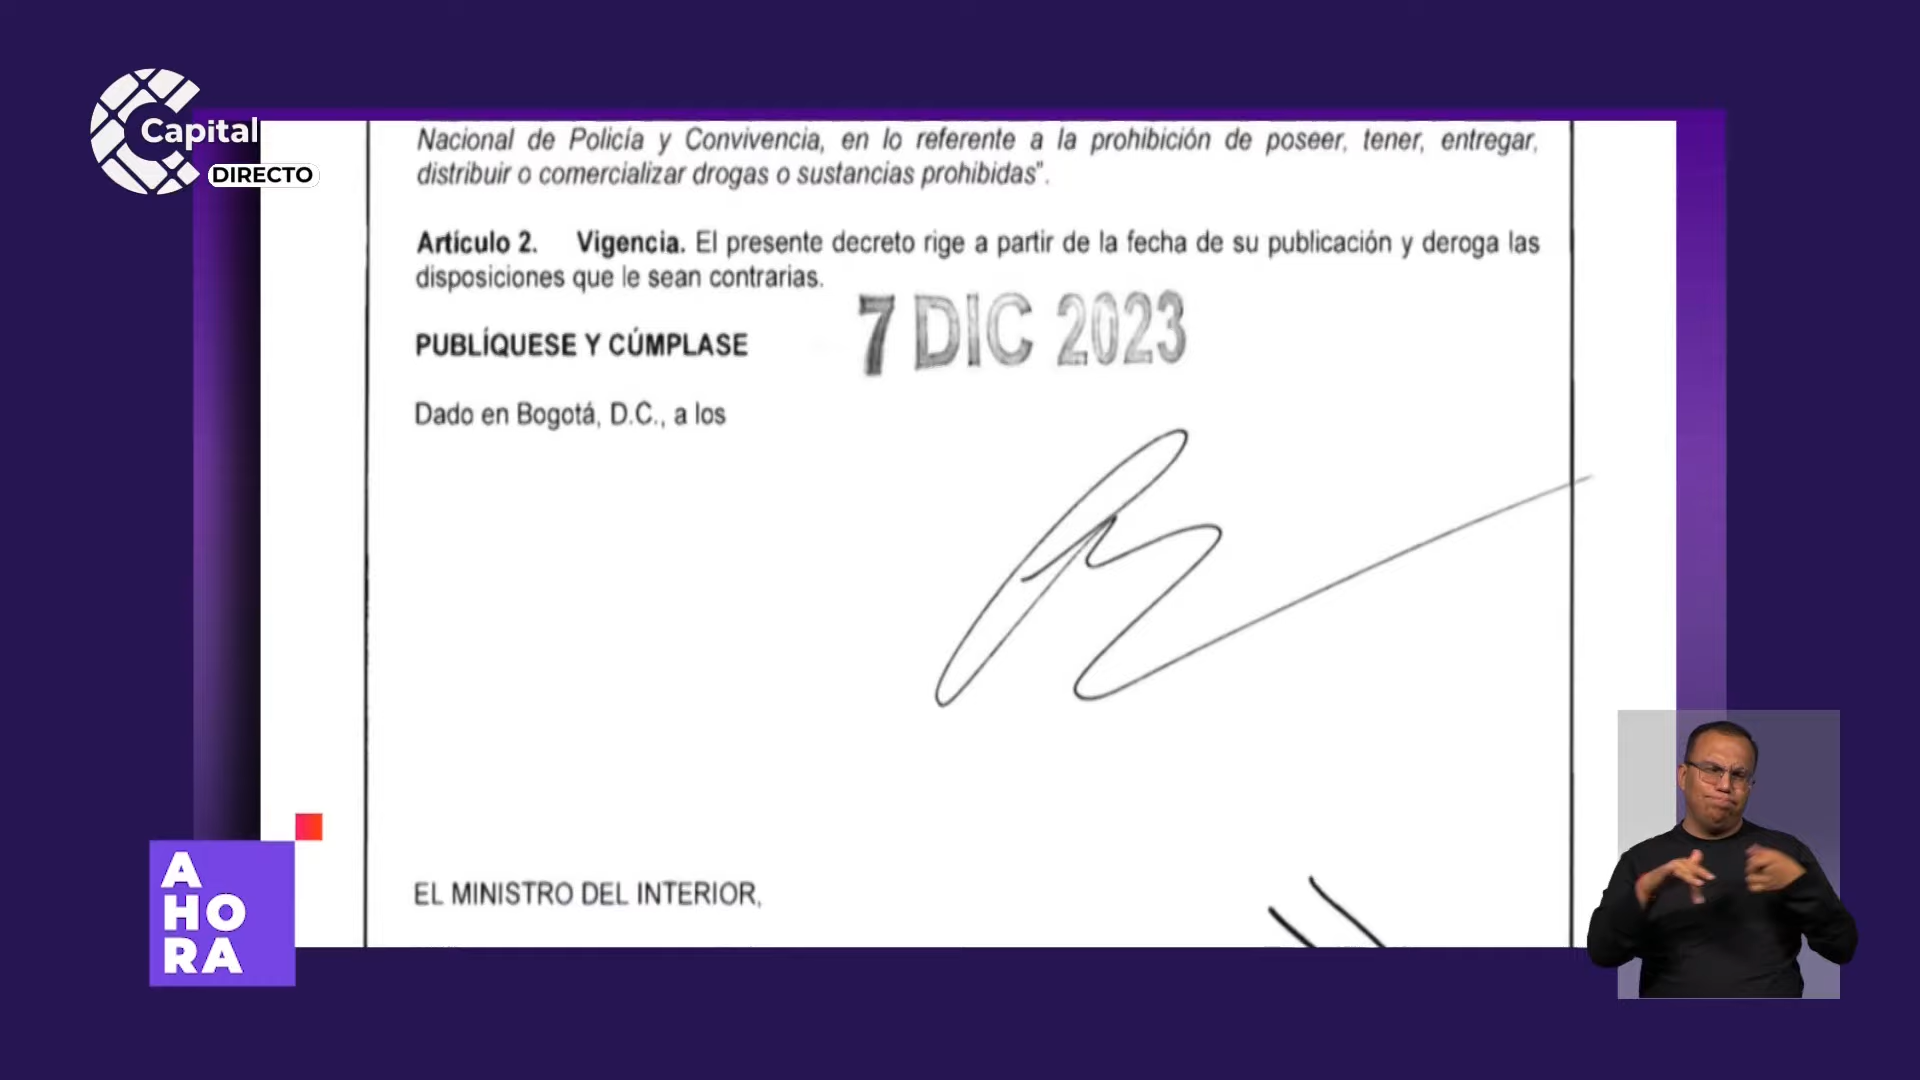 Capital
DIRECTO
Nacional de Policía y Convivencia, en lo referente a la prohibición de poseer, tener, entregar,
distribuir o comercializar drogas o sustancias prohibidas”.
Artículo 2. Vigencia. El presente decreto rige a partir de la fecha de su publicación y deroga las
disposiciones que le sean contrarias.
7 DIC 2023
PUBLÍQUESE Y CÚMPLASE
Dado en Bogotá, D.C., a los
EL MINISTRO DEL INTERIOR,
A
HO
RA